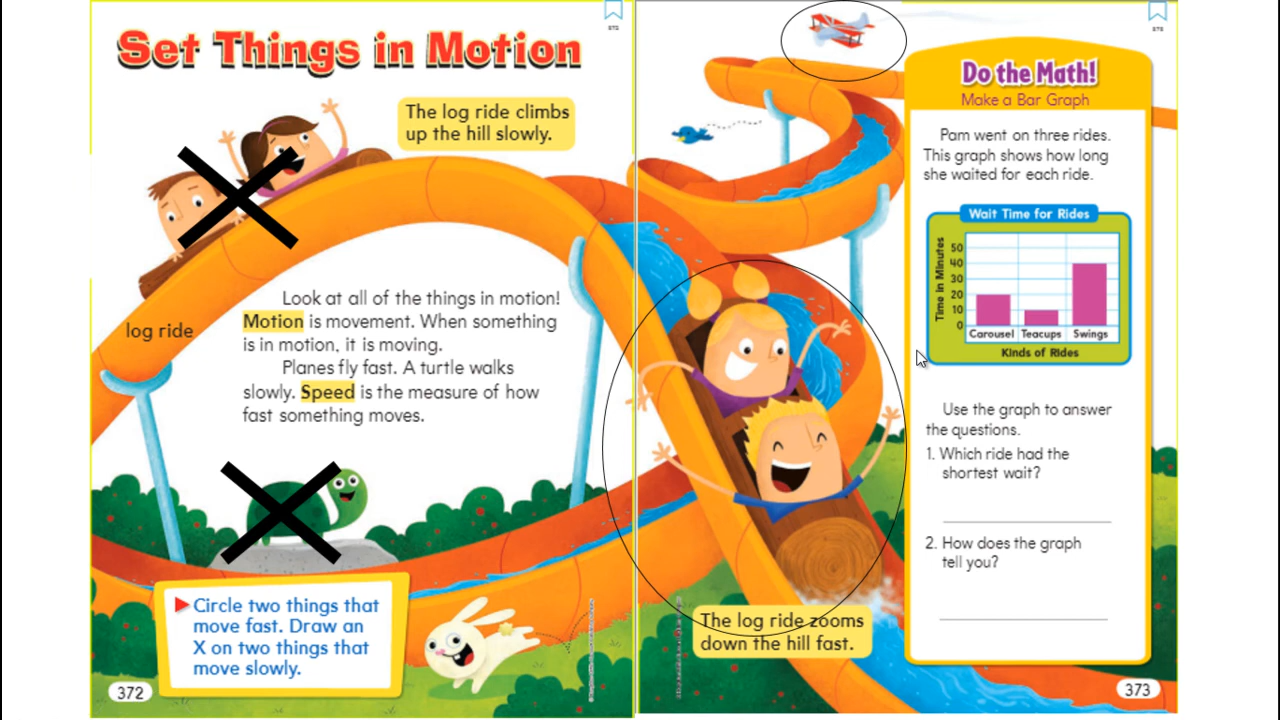 Set Things in Motion
The log ride climbs
up the hill slowly.
log ride
Look at all of the things in motion!
Motion is movement. When something
is in motion, it is moving.
Planes fly fast. A turtle walks
slowly. Speed is the measure of how
fast something moves.
Circle two things that
move fast. Draw an
X on two things that
move slowly.
372
The log ride zooms
down the hill fast.
Do the Math!
Make a Bar Graph
Pam went on three rides.
This graph shows how long
she waited for each ride.
Wait Time for Rides
Time in Minutes
50
40
30
20
10
0
Carousel Teacups Swings
Kinds of Rides
Use the graph to answer
the questions.
1. Which ride had the
shortest wait?
2. How does the graph
tell you?
373